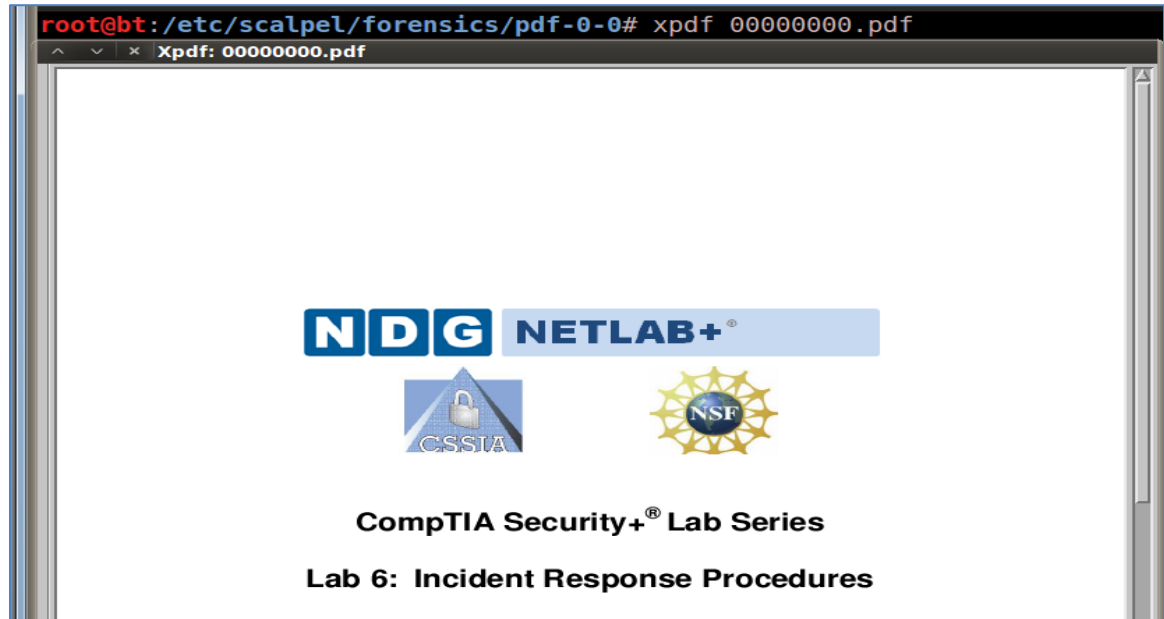 root@bt:/etc/scalpel/forensics/pdf-0-0# xpdf 00000000.pdf
Xpdf: 00000000.pdf
NDG NETLAB+®
CSSIA NSF
CompTIA Security+® Lab Series
Lab 6: Incident Response Procedures